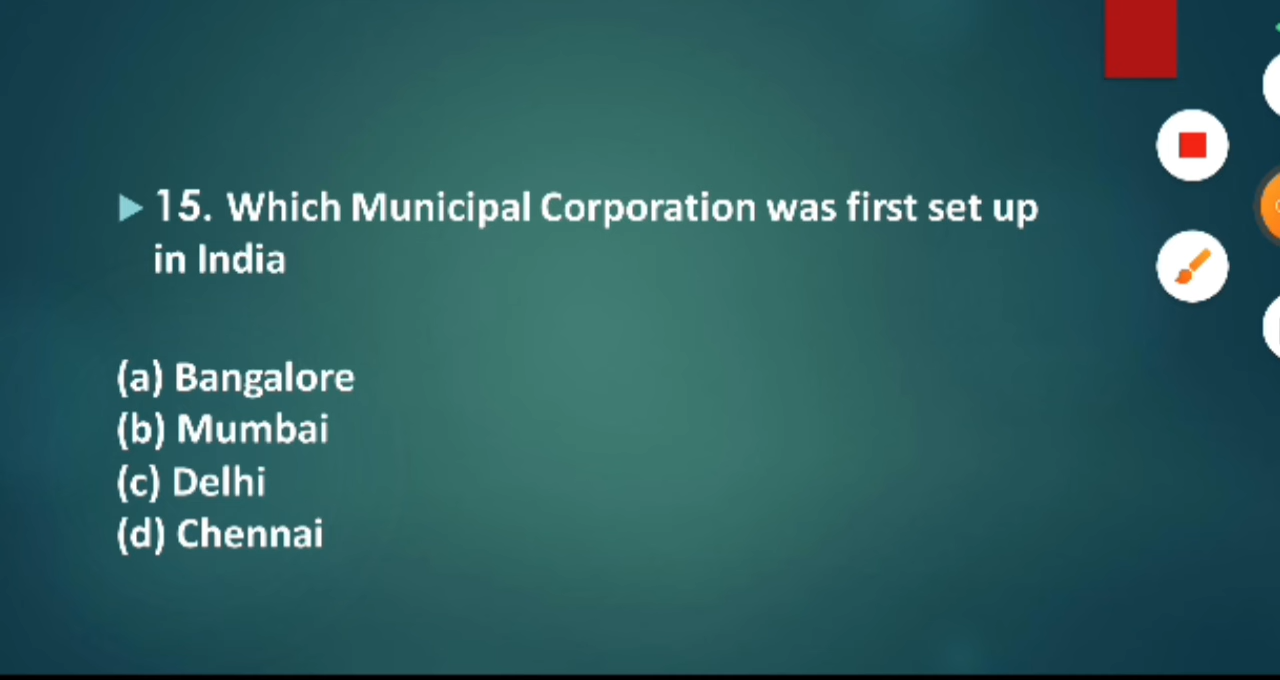 15. Which Municipal Corporation was first set up
in India
(a) Bangalore
(b) Mumbai
(c) Delhi
(d) Chennai